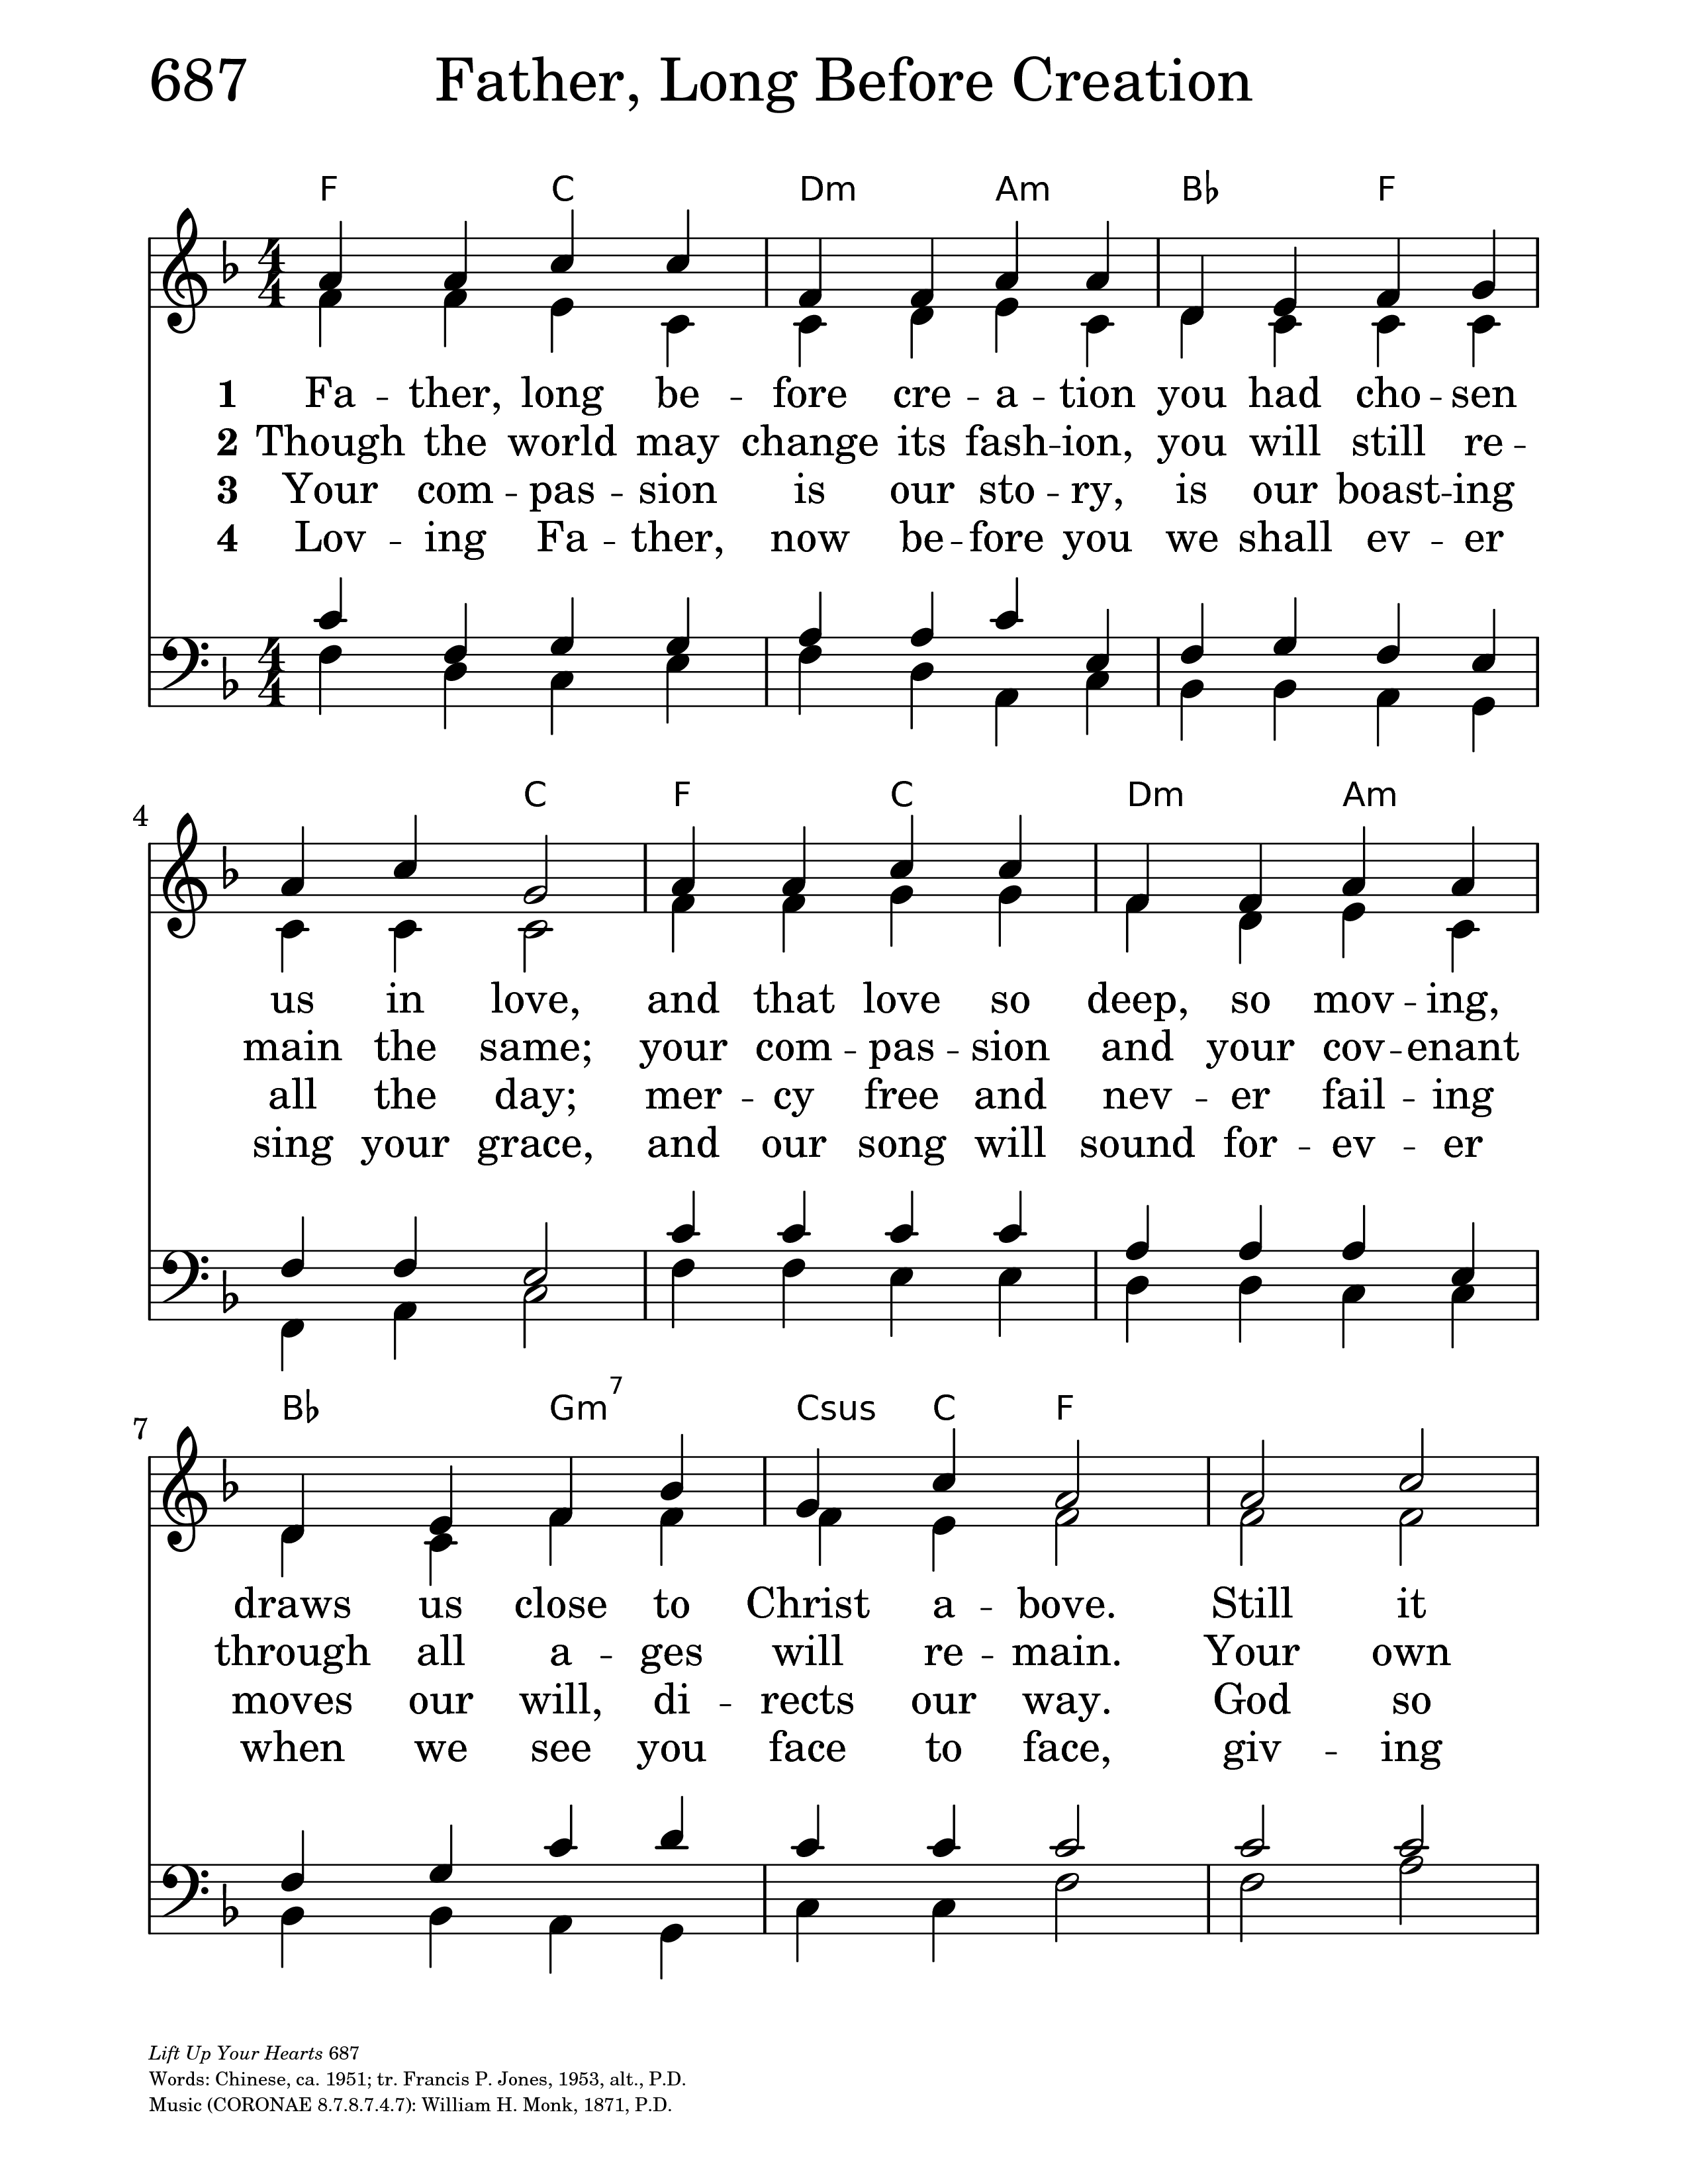 687 Father, Long Before Creation
F C Dm Am B♭ F
4 4
1 Fa - ther, long be - fore cre - a - tion you had cho - sen
2 Though the world may change its fash - ion, you will still re -
3 Your com - pas - sion is our sto - ry, is our boast - ing
4 Lov - ing Fa - ther, now be - fore you we shall ev - er
4 4
C F C Dm Am
4
us in love, and that love so deep, so mov - ing,
main the same; your com - pas - sion and your cov - enant
all the day; mer - cy free and nev - er fail - ing
sing your grace, and our song will sound for - ev - er
B♭ Gm7 Csus C F
7
draws us close to Christ a - bove. Still it
through all a - ges will re - main. Your own
moves our will, di - rects our way. God so
when we see you face to face, giv - ing
Lift Up Your Hearts 687
Words: Chinese, ca. 1951; tr. Francis P. Jones, 1953, alt., P.D.
Music (CORONAE 8.7.8.7.4.7): William H. Monk, 1871, P.D.